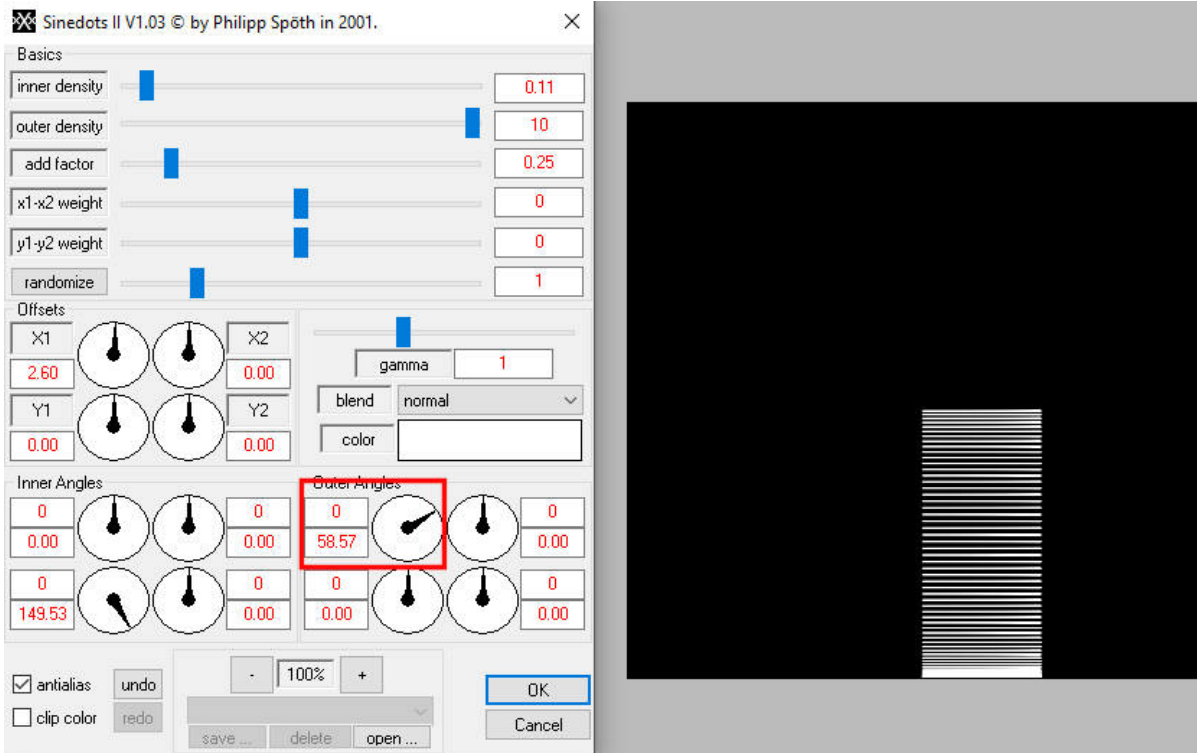 Sinedots II V1.03 © by Philipp Spöth in 2001.
Basics
inner density 0.11
outer density 10
add factor 0.25
x1-x2 weight 0
y1-y2 weight 0
randomize 1
Offsets
X1 X2
2.60 0.00
Y1 Y2
0.00 0.00
gamma 1
blend normal
color
Inner Angles
0 0
0.00 0.00
0 0
149.53 0.00
Outer Angles
0 0
58.57 0.00
0 0
0.00 0.00
antialias undo
clip color redo
- 100% +
save ... delete open ...
OK
Cancel